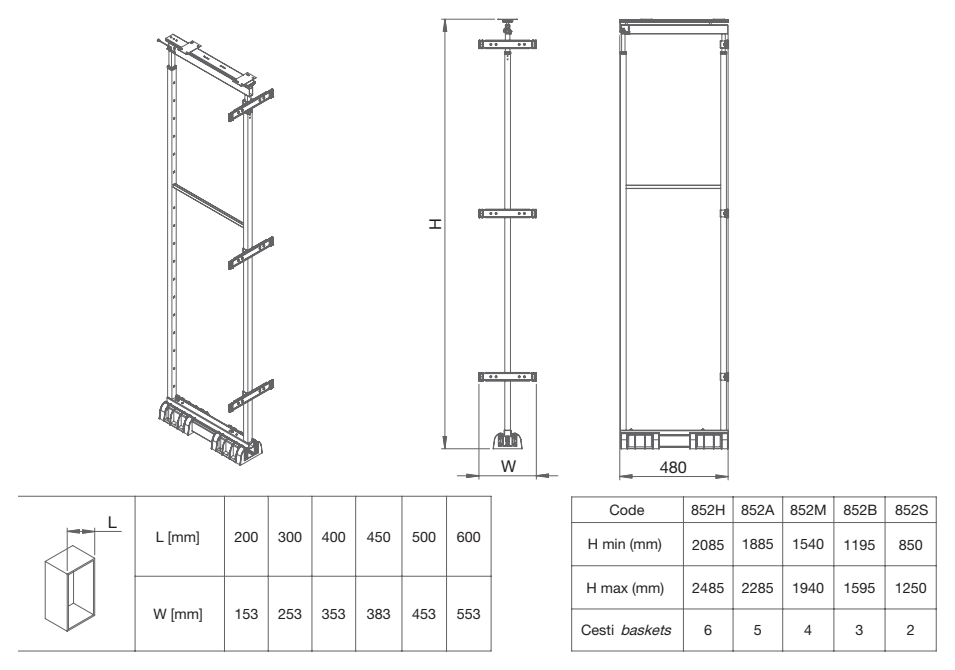 H
W
480
L
L [mm] 200 300 400 450 500 600
W [mm] 153 253 353 383 453 553
Code 852H 852A 852M 852B 852S
H min (mm) 2085 1885 1540 1195 850
H max (mm) 2485 2285 1940 1595 1250
Cesti baskets 6 5 4 3 2